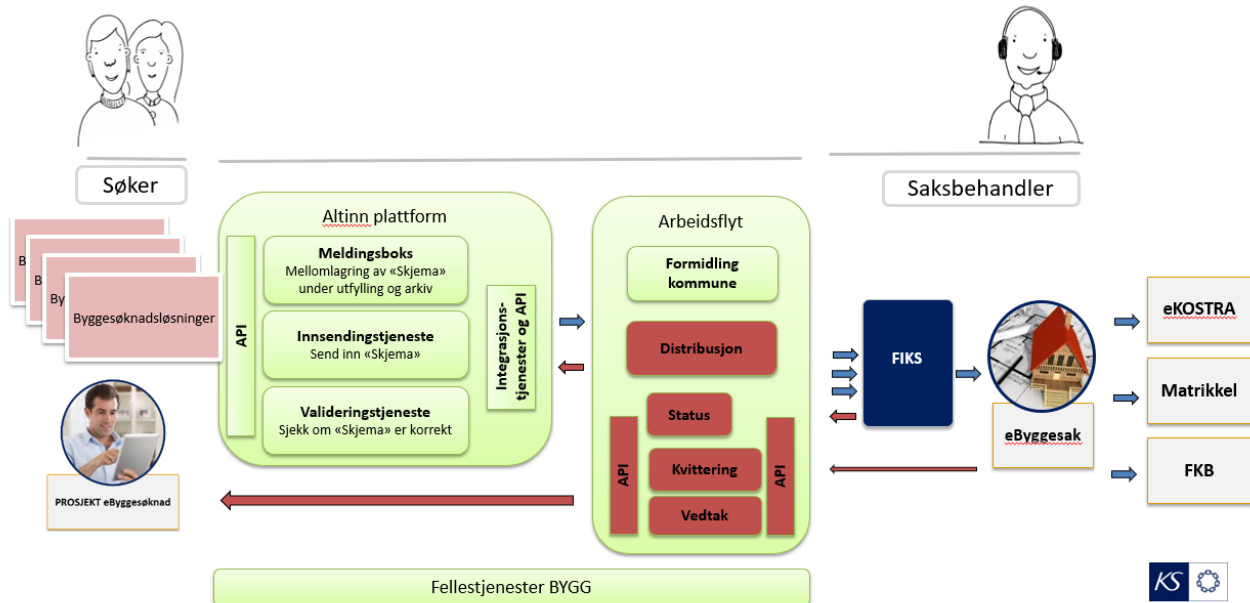 Søker
Saksbehandler
B
B
By
Byggesøknadsløsninger
PROSJEKT eByggesøknad
Altinn plattform
API
Meldingsboks
Mellomlagring av «Skjema»
under utfylling og arkiv
Innsendingstjeneste
Send inn «Skjema»
Valideringstjeneste
Sjekk om «Skjema» er korrekt
Integrasjons-
tjenester og API
Arbeidsflyt
Formidling
kommune
Distribusjon
Status
API
Kvittering
Vedtak
API
FIKS
eByggesak
eKOSTRA
Matrikkel
FKB
Fellestjenester BYGG
KS